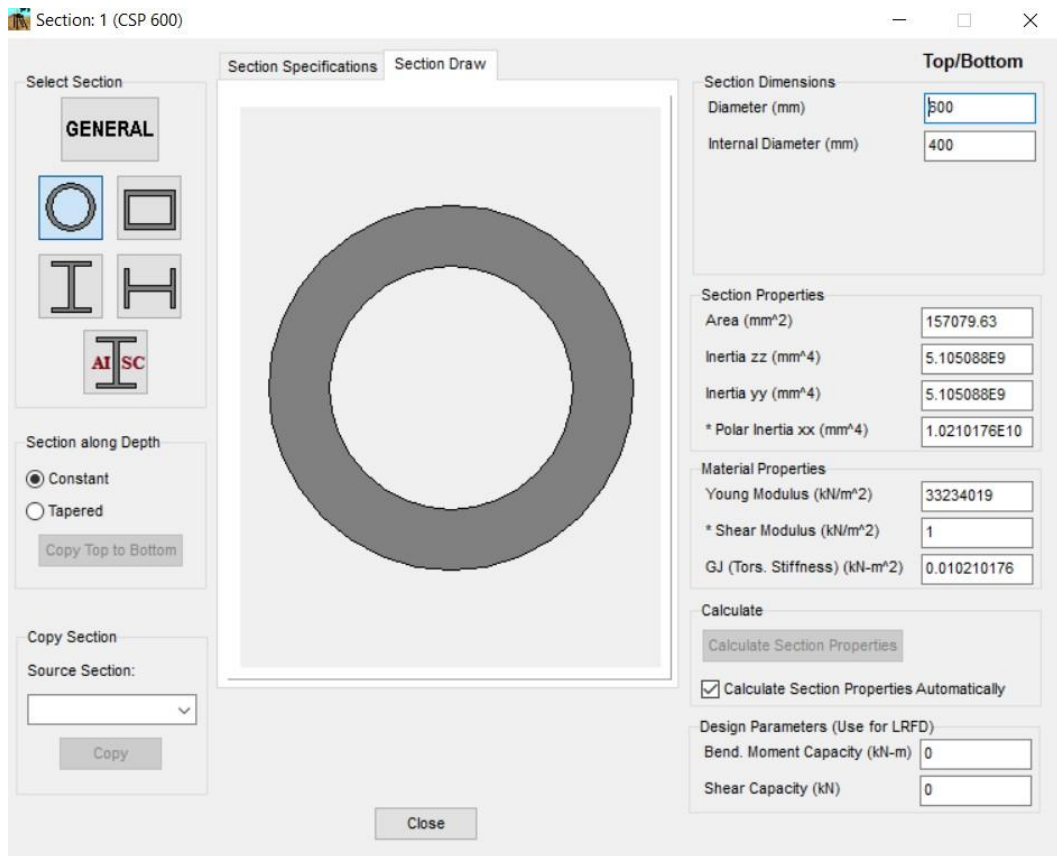 Section: 1 (CSP 600)
Select Section
GENERAL
AISC
Section along Depth
Constant
Tapered
Copy Top to Bottom
Copy Section
Source Section:
Copy
Section Specifications
Section Draw
Close
Top/Bottom
Section Dimensions
Diameter (mm) 600
Internal Diameter (mm) 400
Section Properties
Area (mm^2) 157079.63
Inertia zz (mm^4) 5.105088E9
Inertia yy (mm^4) 5.105088E9
* Polar Inertia xx (mm^4) 1.0210176E10
Material Properties
Young Modulus (kN/m^2) 33234019
* Shear Modulus (kN/m^2) 1
GJ (Tors. Stiffness) (kN-m^2) 0.010210176
Calculate
Calculate Section Properties
Calculate Section Properties Automatically
Design Parameters (Use for LRFD)
Bend. Moment Capacity (kN-m) 0
Shear Capacity (kN) 0